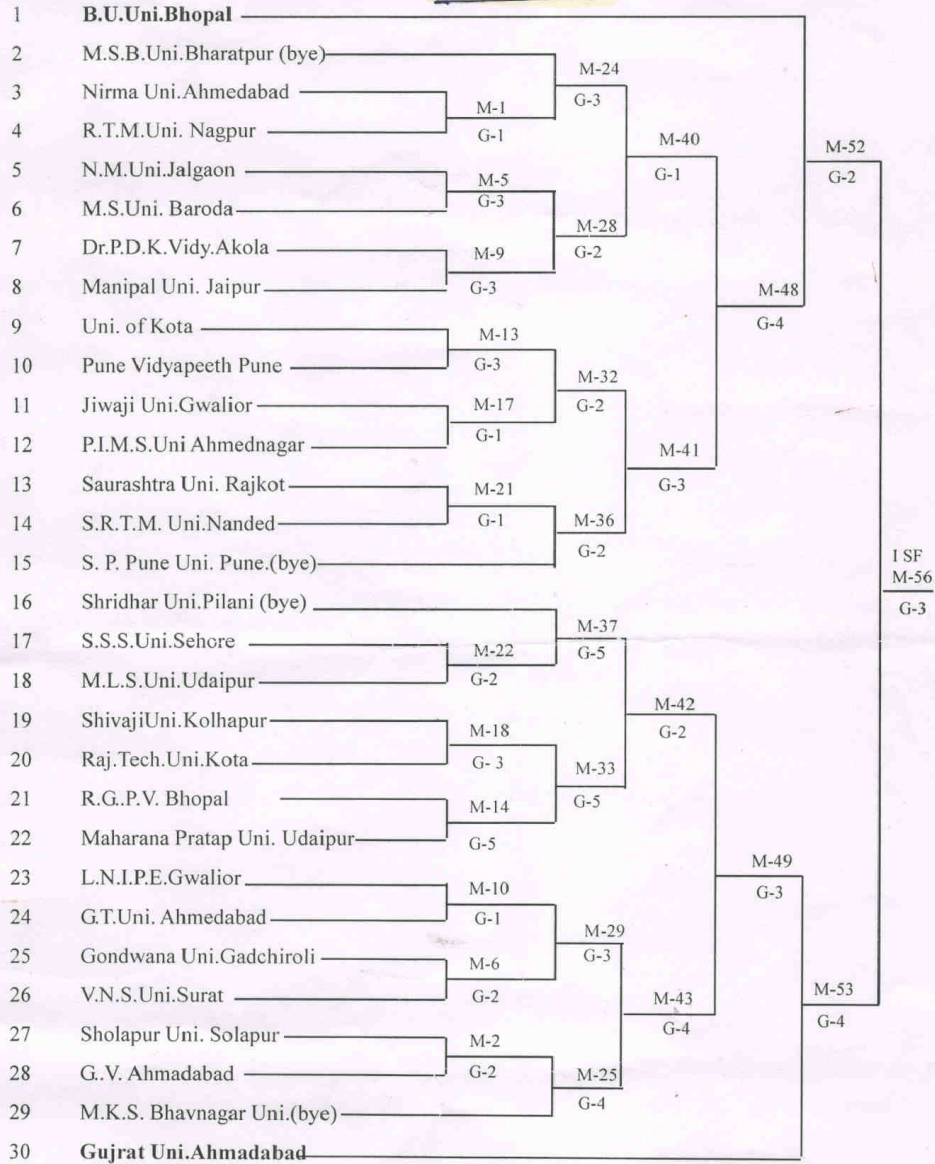 1 B.U.Uni.Bhopal
2 M.S.B.Uni.Bharatpur (bye)
M-24
3 Nirma Uni.Ahmedabad
M-1
G-3
4 R.T.M.Uni. Nagpur
G-1
M-40
M-52
5 N.M.Uni.Jalgaon
M-5
G-1
G-2
6 M.S.Uni. Baroda
G-3
M-28
7 Dr.P.D.K.Vidy.Akola
M-9
G-2
8 Manipal Uni. Jaipur
G-3
M-48
9 Uni. of Kota
M-13
G-4
10 Pune Vidyapeeth Pune
G-3
M-32
11 Jiwaji Uni.Gwalior
M-17
G-2
12 P.I.M.S.Uni Ahmednagar
G-1
M-41
13 Saurashtra Uni. Rajkot
M-21
G-3
14 S.R.T.M. Uni.Nanded
G-1
M-36
15 S. P. Pune Uni. Pune.(bye)
G-2
I SF
M-56
16 Shridhar Uni.Pilani (bye)
G-3
M-37
17 S.S.S.Uni.Sehore
M-22
G-5
18 M.L.S.Uni.Udaipur
G-2
M-42
19 ShivajiUni.Kolhapur
M-18
G-2
20 Raj.Tech.Uni.Kota
G- 3
M-33
21 R.G..P.V. Bhopal
M-14
G-5
22 Maharana Pratap Uni. Udaipur
G-5
M-49
23 L.N.I.P.E.Gwalior
M-10
G-3
24 G.T.Uni. Ahmedabad
G-1
M-29
25 Gondwana Uni.Gadchiroli
M-6
G-3
26 V.N.S.Uni.Surat
G-2
M-43
M-53
27 Sholapur Uni. Solapur
M-2
G-4
G-4
28 G..V. Ahmadabad
G-2
M-25
29 M.K.S. Bhavnagar Uni.(bye)
G-4
30 Gujrat Uni.Ahmadabad